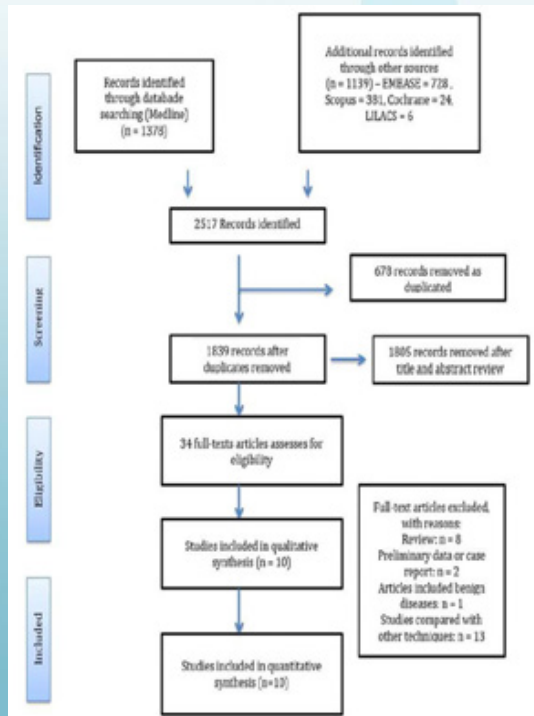 Identification
Records identified
through databade
searching (Medline)
(n = 1378)
Additional records identified
through other sources
(n = 1139) – EMBASE = 728 ,
Scopus = 381, Cochrane = 24,
LILACS = 6
2517 Records identified
Screening
678 records removed as
duplicated
1839 records after
duplicates removed
1805 records removed after
title and abstract review
Eligibility
34 full-texts articles assesses for
eligibility
Full-text articles excluded,
with reasons:
Review: n = 8
Preliminary data or case
report: n = 2
Articles included benign
diseases: n = 1
Studies compared with
other techniques: n = 13
Studies included in qualitative
synthesis (n = 10)
Included
Studies included in quantitative
synthesis (n=10)